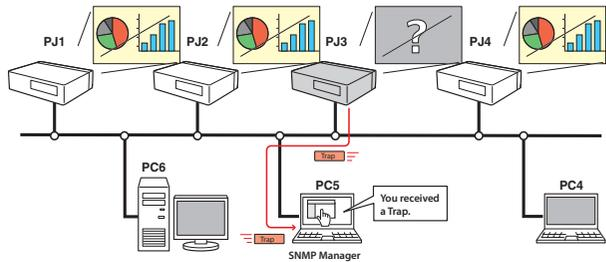 PJ1
PJ2
PJ3
?
PJ4
Trap
PC6
PC5
You received
a Trap.
PC4
Trap
SNMP Manager